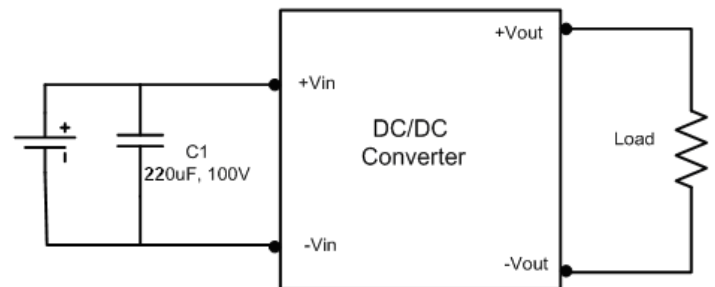 +Vout
+Vin
+
DC/DC
Converter
Load
C1
220uF, 100V
-Vin
-Vout